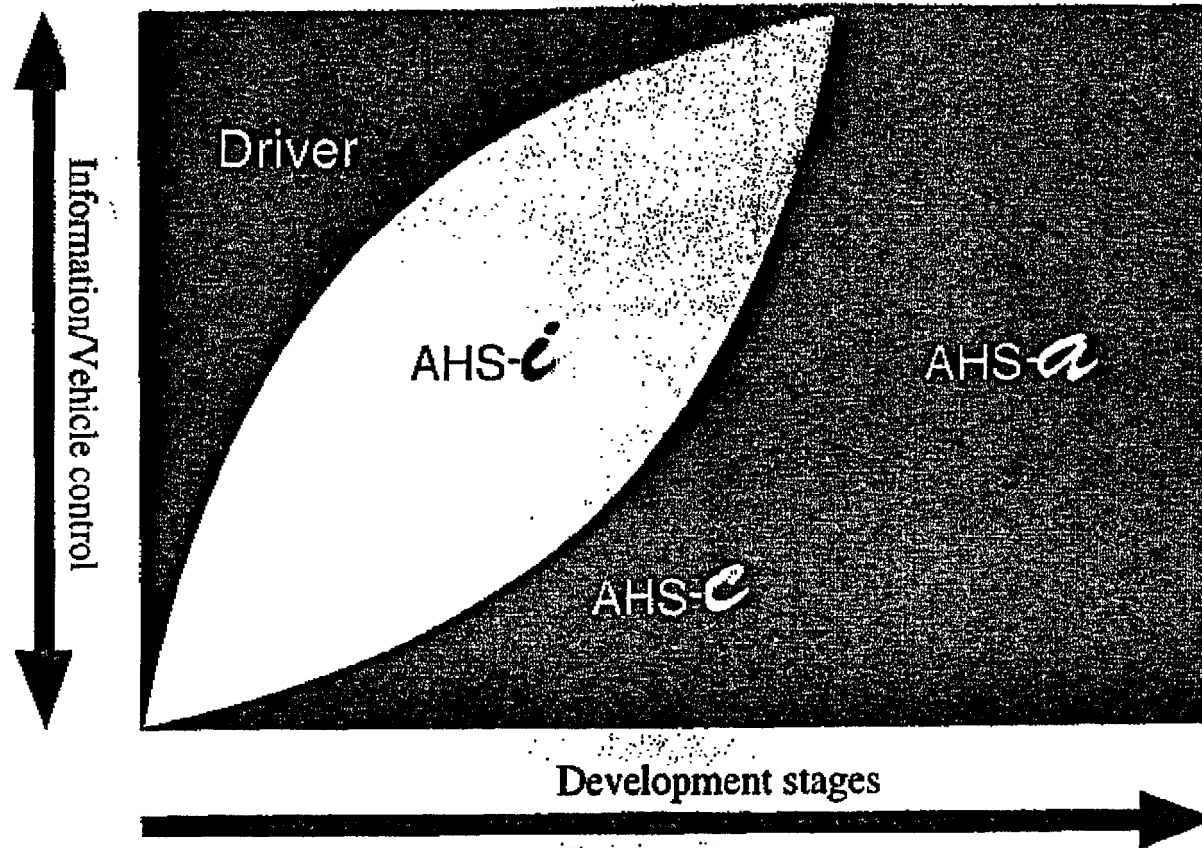 Driver
Information/Vehicle control
AHS-i
AHS-a
AHS-c
Development stages